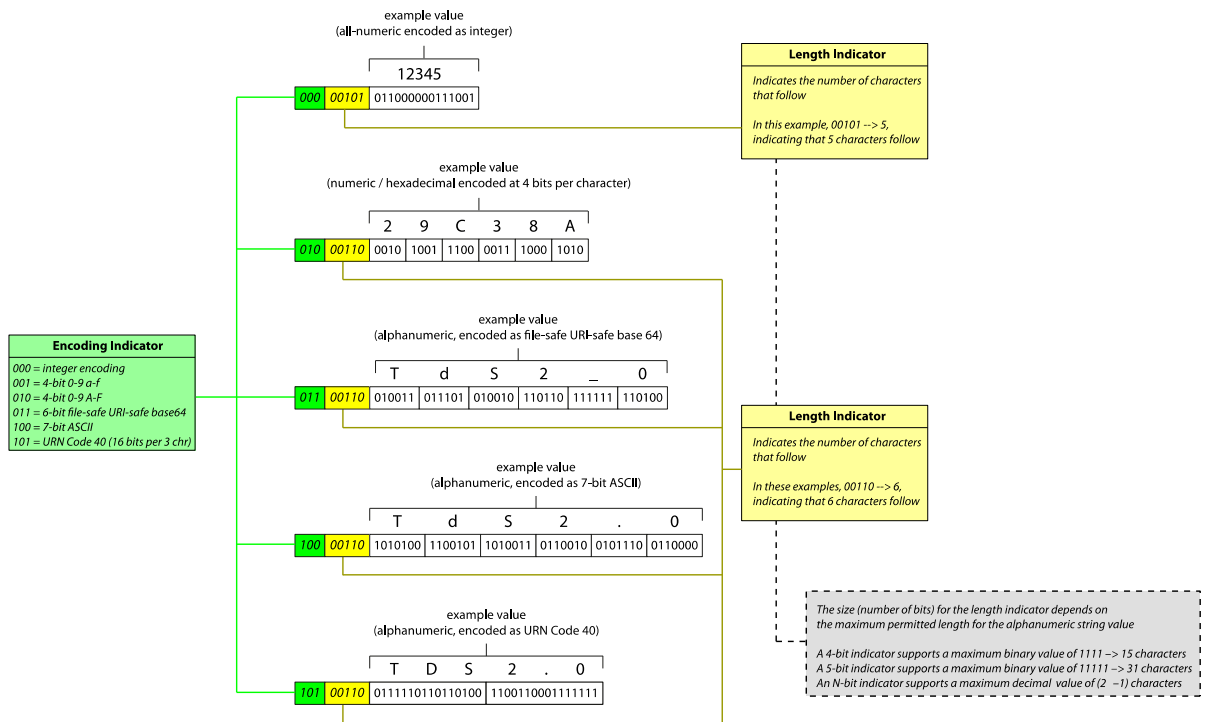 example value
(all-numeric encoded as integer)
12345
000 00101 011000000111001
Length Indicator
Indicates the number of characters
that follow
In this example, 00101 --> 5,
indicating that 5 characters follow
example value
(numeric / hexadecimal encoded at 4 bits per character)
2 9 C 3 8 A
010 00110 0010 1001 1100 0011 1000 1010
example value
(alphanumeric, encoded as file-safe URI-safe base 64)
T d S 2 _ 0
011 00110 010011 011101 010010 110110 111111 110100
Encoding Indicator
000 = integer encoding
001 = 4-bit 0-9 a-f
010 = 4-bit 0-9 A-F
011 = 6-bit file-safe URI-safe base64
100 = 7-bit ASCII
101 = URN Code 40 (16 bits per 3 chr)
Length Indicator
Indicates the number of characters
that follow
In these examples, 00110 --> 6,
indicating that 6 characters follow
example value
(alphanumeric, encoded as 7-bit ASCII)
T d S 2 . 0
100 00110 1010100 1100101 1010011 0110010 0101110 0110000
example value
(alphanumeric, encoded as URN Code 40)
T D S 2 . 0
101 00110 0111110110110100 1100110001111111
The size (number of bits) for the length indicator depends on
the maximum permitted length for the alphanumeric string value
A 4-bit indicator supports a maximum binary value of 1111 –> 15 characters
A 5-bit indicator supports a maximum binary value of 11111 –> 31 characters
An N-bit indicator supports a maximum decimal value of (2 –1) characters